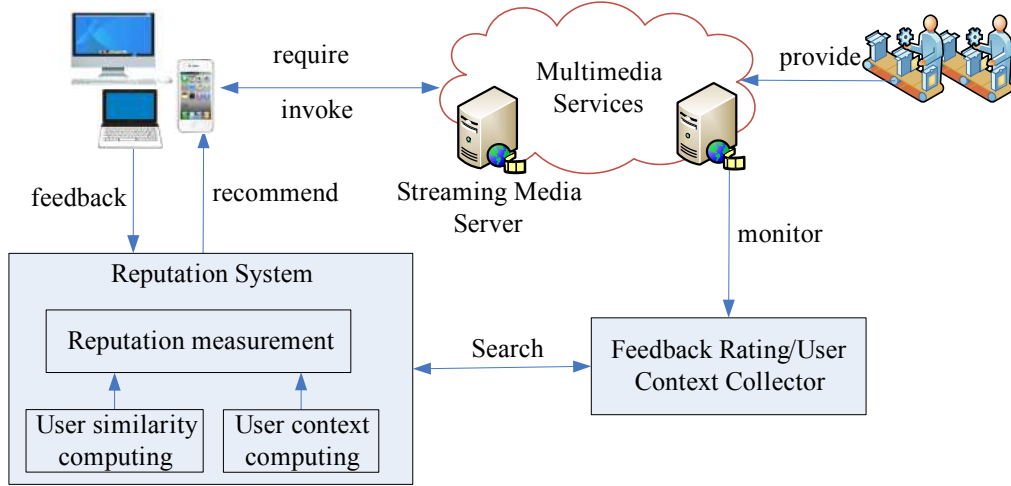 require
invoke
Multimedia
Services
provide
Streaming Media
Server
feedback
recommend
monitor
Reputation System
Reputation measurement
User similarity
computing
User context
computing
Search
Feedback Rating/User
Context Collector